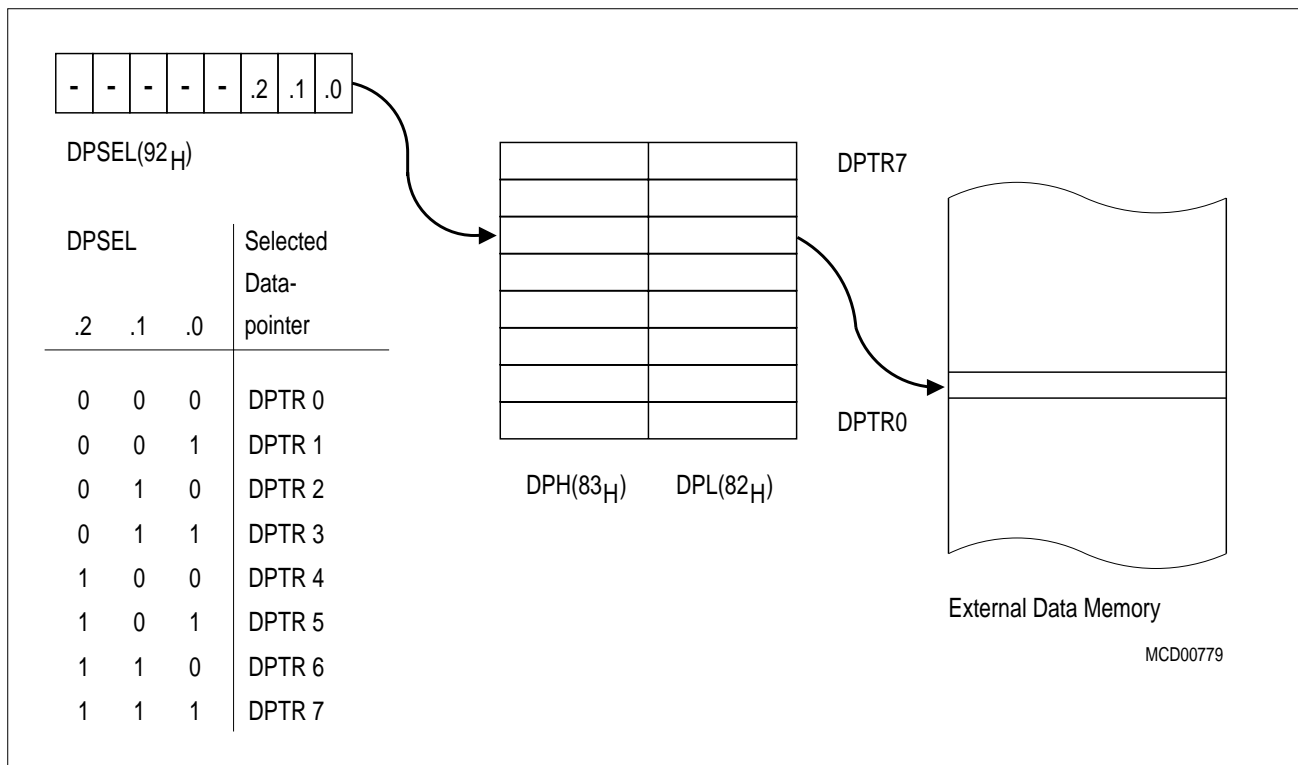 - - - - - .2 .1 .0
DPSEL(92H)
DPSEL Selected
Data-
.2 .1 .0 pointer
0 0 0 DPTR 0
0 0 1 DPTR 1
0 1 0 DPTR 2
0 1 1 DPTR 3
1 0 0 DPTR 4
1 0 1 DPTR 5
1 1 0 DPTR 6
1 1 1 DPTR 7
DPTR7
DPTR0
DPH(83H) DPL(82H)
External Data Memory
MCD00779